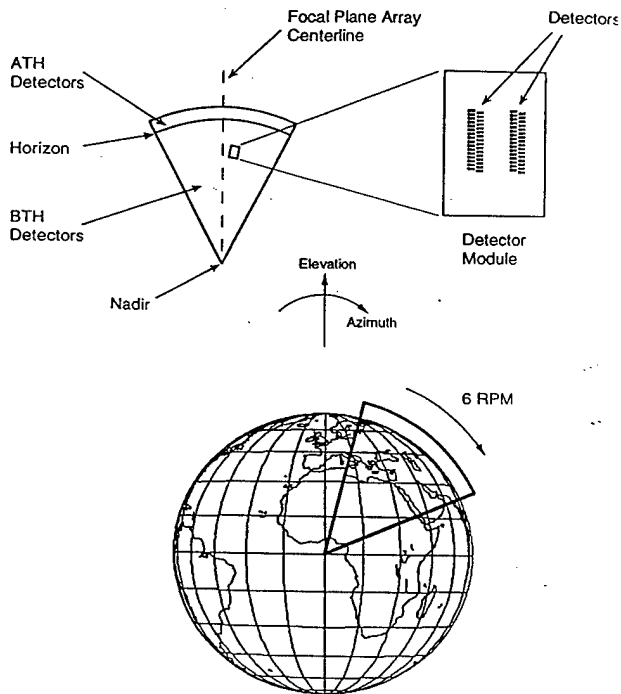 Focal Plane Array
Centerline
Detectors
ATH
Detectors
Horizon
BTH
Detectors
Nadir
Detector
Module
Elevation
Azimuth
6 RPM